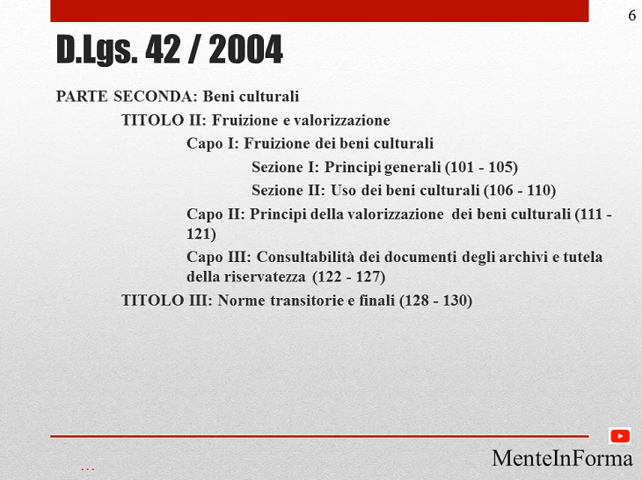 6
D.Lgs. 42 / 2004
PARTE SECONDA: Beni culturali
TITOLO II: Fruizione e valorizzazione
Capo I: Fruizione dei beni culturali
Sezione I: Principi generali (101 - 105)
Sezione II: Uso dei beni culturali (106 - 110)
Capo II: Principi della valorizzazione dei beni culturali (111 -
121)
Capo III: Consultabilità dei documenti degli archivi e tutela
della riservatezza (122 - 127)
TITOLO III: Norme transitorie e finali (128 - 130)
MenteInForma
...